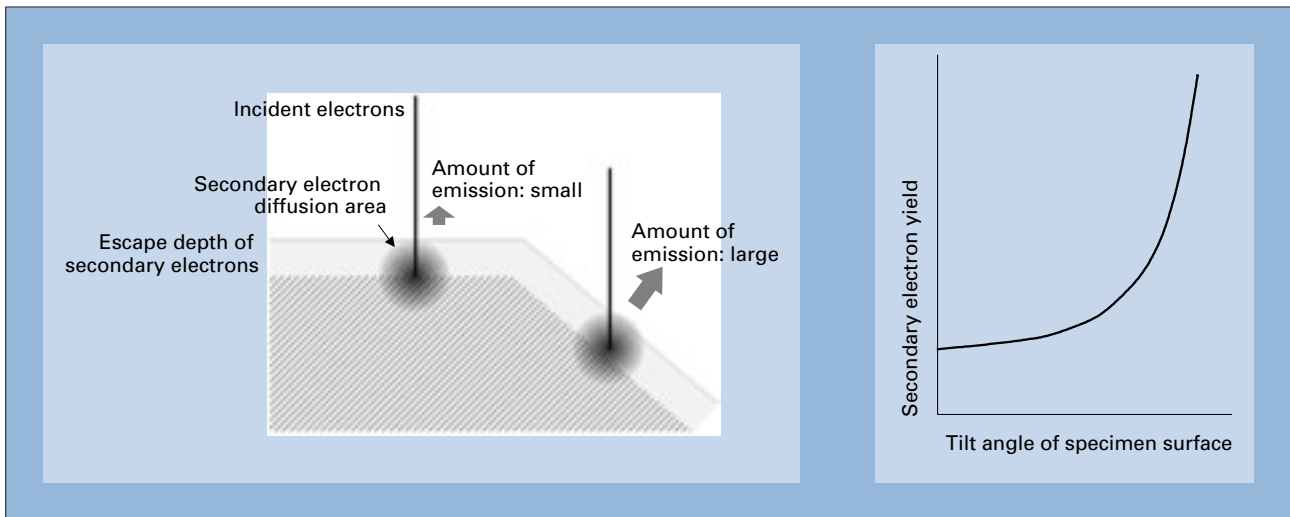 Incident electrons
Amount of
emission: small
Secondary electron
diffusion area
Amount of
emission: large
Escape depth of
secondary electrons
Secondary electron yield
Tilt angle of specimen surface